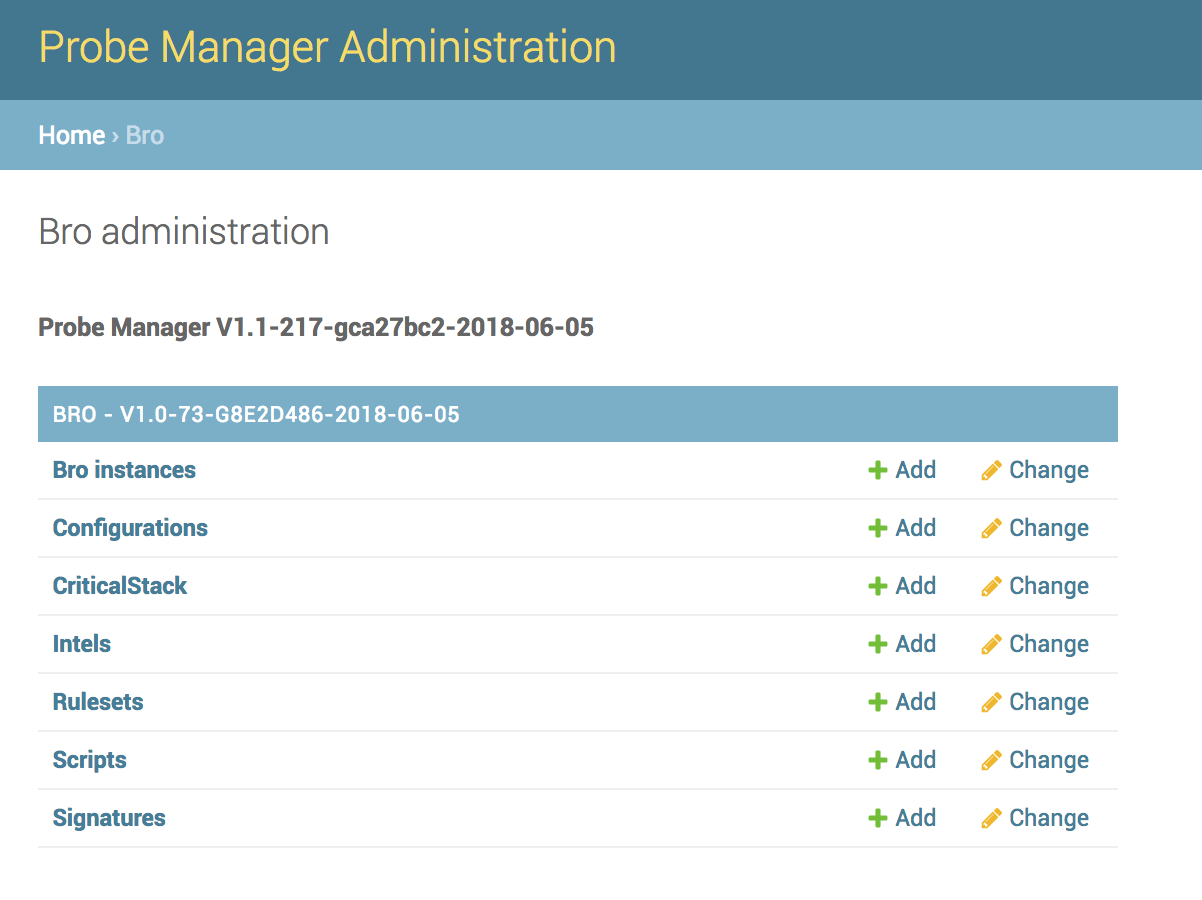 Probe Manager Administration
Home › Bro
Bro administration
Probe Manager V1.1-217-gca27bc2-2018-06-05
BRO - V1.0-73-G8E2D486-2018-06-05
Bro instances Add Change
Configurations Add Change
CriticalStack Add Change
Intels Add Change
Rulesets Add Change
Scripts Add Change
Signatures Add Change